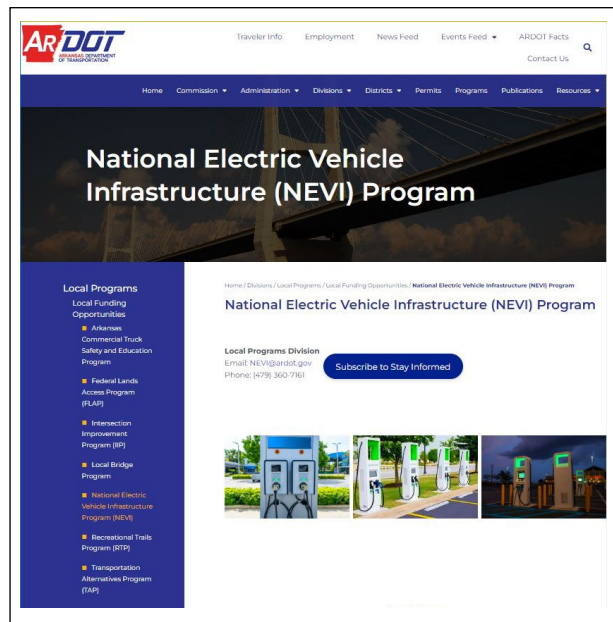 ARDOT
ARKANSAS DEPARTMENT
OF TRANSPORTATION
Traveler Info Employment News Feed Events Feed ARDOT Facts
Contact Us
Home Commission Administration Divisions Districts Permits Programs Publications Resources
National Electric Vehicle
Infrastructure (NEVI) Program
Local Programs
Local Funding
Opportunities
Arkansas
Commercial Truck
Safety and Education
Program
Federal Lands
Access Program
(FLAP)
Intersection
Improvement
Program (IIP)
Local Bridge
Program
National Electric
Vehicle Infrastructure
Program (NEVI)
Recreational Trails
Program (RTP)
Transportation
Alternatives Program
(TAP)
Home / Divisions / Local Programs / Local Funding Opportunities / National Electric Vehicle Infrastructure (NEVI) Program
National Electric Vehicle Infrastructure (NEVI) Program
Local Programs Division
Email: NEVI@ardot.gov
Phone: (479) 360-7161
Subscribe to Stay Informed